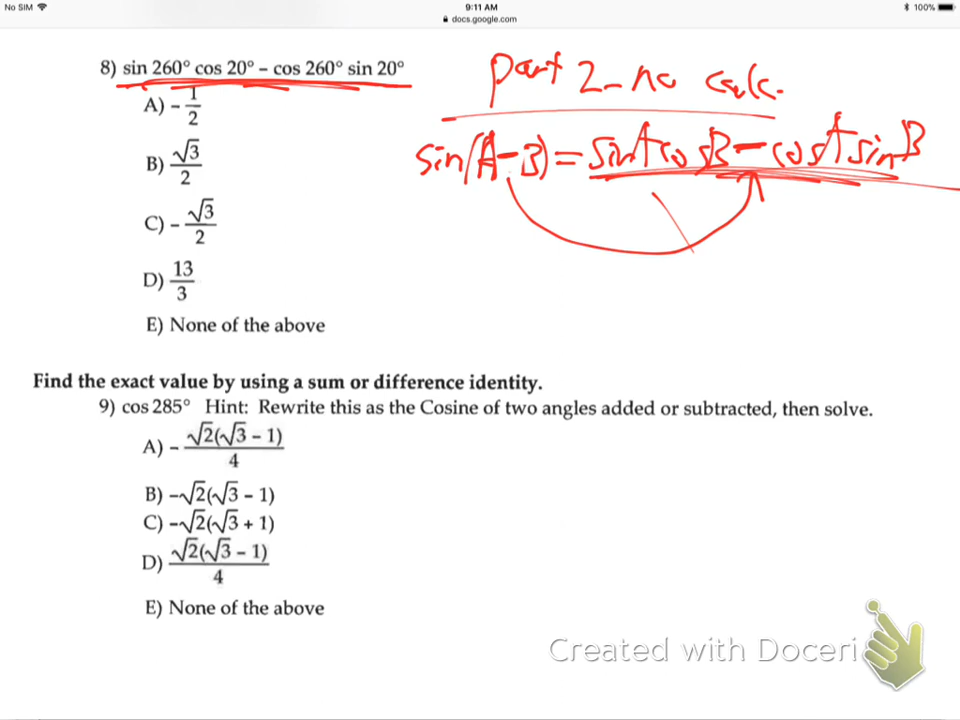 No SIM 9:11 AM 100%
docs.google.com
8) sin 260° cos 20° – cos 260° sin 20°
part 2 - no calc.
A) – 1/2
sin(A-B) = sinA cosB - cosA sinB
B) √3/2
C) – √3/2
D) 13/3
E) None of the above
Find the exact value by using a sum or difference identity.
9) cos 285° Hint: Rewrite this as the Cosine of two angles added or subtracted, then solve.
A) – √2(√3 – 1)/4
B) –√2(√3 – 1)
C) –√2(√3 + 1)
D) √2(√3 – 1)/4
E) None of the above
Created with Doceri